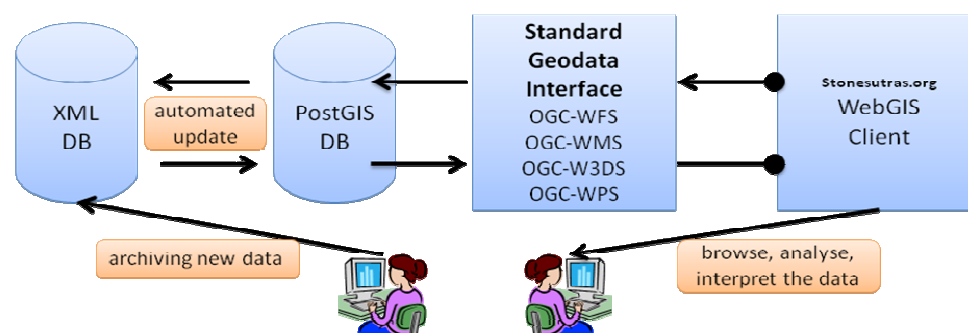 XML
DB
automated
update
PostGIS
DB
Standard
Geodata
Interface
OGC-WFS
OGC-WMS
OGC-W3DS
OGC-WPS
Stonesutras.org
WebGIS
Client
archiving new data
browse, analyse,
interpret the data